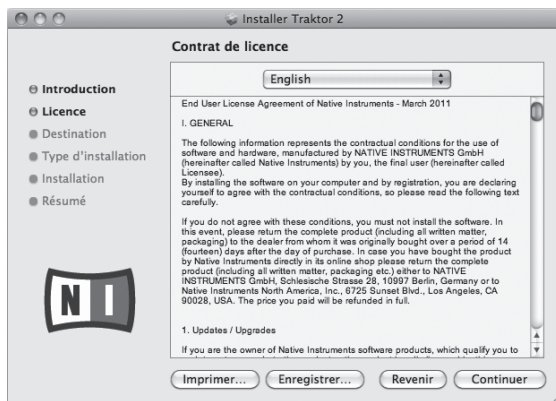 Installer Traktor 2
Contrat de licence
Introduction
Licence
Destination
Type d'installation
Installation
Résumé
English
End User License Agreement of Native Instruments - March 2011
I. GENERAL
The following information represents the contractual conditions for the use of
software and hardware, manufactured by NATIVE INSTRUMENTS GmbH
(hereinafter called Native Instruments) by you, the final user (hereinafter called
Licensee).
By installing the software on your computer and by registration, you are declaring
yourself to agree with the contractual conditions, so please read the following text
carefully.
If you do not agree with these conditions, you must not install the software. In
this event, please return the complete product (including all written matter,
packaging) to the dealer from whom it was originally bought over a period of 14
(fourteen) days after the day of purchase. In case you have bought the product
by Native Instruments directly in its online shop please return the complete
product (including all written matter, packaging etc.) either to NATIVE
INSTRUMENTS GmbH, Schlesische Strasse 28, 10997 Berlin, Germany or to
Native Instruments North America, Inc., 6725 Sunset Blvd., Los Angeles, CA
90028, USA. The price you paid will be refunded in full.
1. Updates / Upgrades
If you are the owner of Native Instruments software products, which qualify you to
NI
Imprimer...
Enregistrer...
Revenir
Continuer